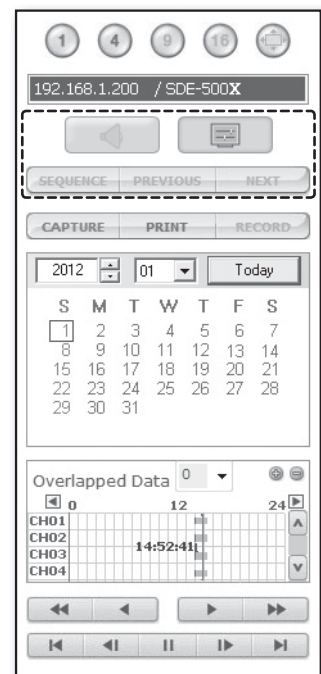 1 4 9 16
192.168.1.200 / SDE-500X
SEQUENCE PREVIOUS NEXT
CAPTURE PRINT RECORD
2012 01 Today
S M T W T F S
1 2 3 4 5 6 7
8 9 10 11 12 13 14
15 16 17 18 19 20 21
22 23 24 25 26 27 28
29 30 31
Overlapped Data 0
0 12 24
CH01
CH02
14:52:41
CH03
CH04